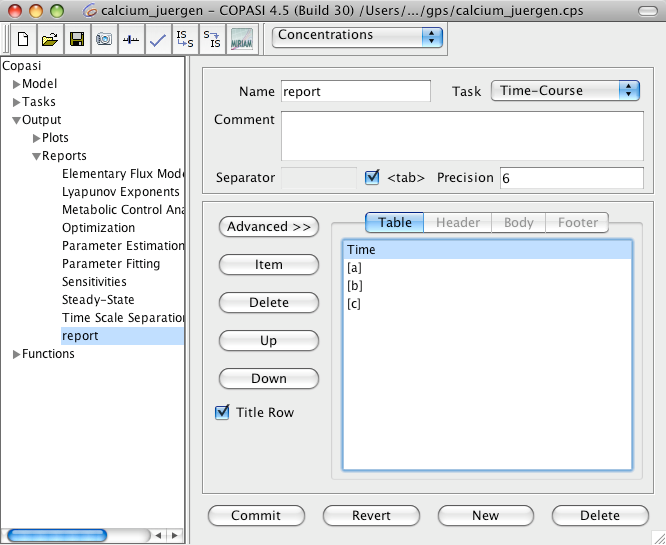 calcium_juergen – COPASI 4.5 (Build 30) /Users/.../gps/calcium_juergen.cps
IS
S
S
IS
MIRIAM
Concentrations
Copasi
Model
Tasks
Output
Plots
Reports
Elementary Flux Mode
Lyapunov Exponents
Metabolic Control Ana
Optimization
Parameter Estimation
Parameter Fitting
Sensitivities
Steady-State
Time Scale Separation
report
Functions
Name report Task Time-Course
Comment
Separator <tab> Precision 6
Advanced >>
Item
Delete
Up
Down
Title Row
Table Header Body Footer
Time
[a]
[b]
[c]
Commit Revert New Delete